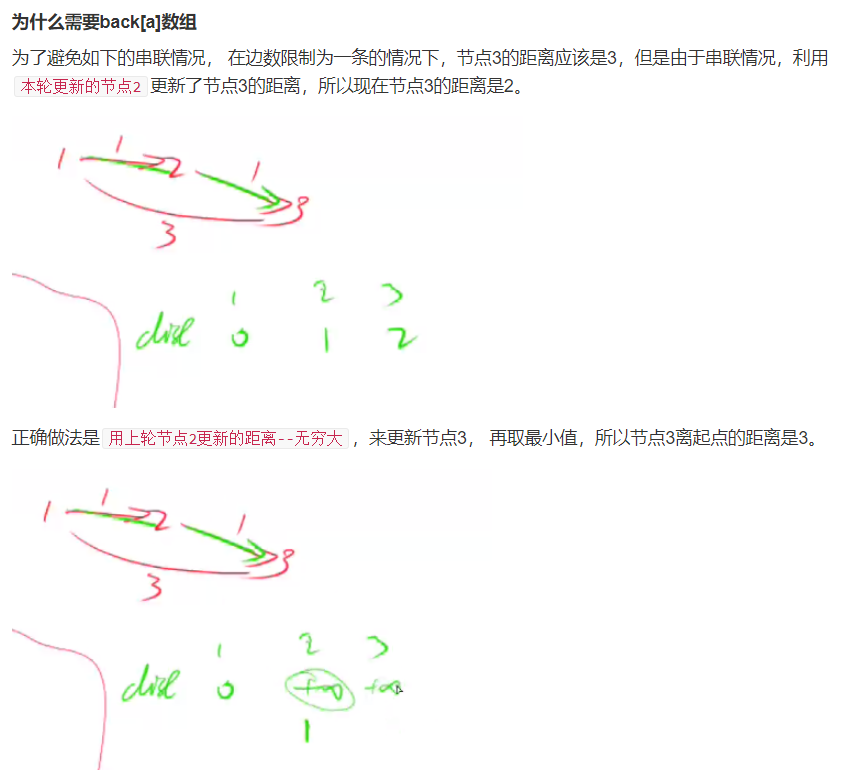 为什么需要back[a]数组
为了避免如下的串联情况， 在边数限制为一条的情况下，节点3的距离应该是3，但是由于串联情况，利用
本轮更新的节点2 更新了节点3的距离，所以现在节点3的距离是2。
1 1 2 1 3
3
1 2 3
dist 0 1 2
正确做法是 用上轮节点2更新的距离--无穷大 ，来更新节点3， 再取最小值，所以节点3离起点的距离是3。
1 1 2 1 3
3
1 2 3
dist 0 +∞ +∞
1